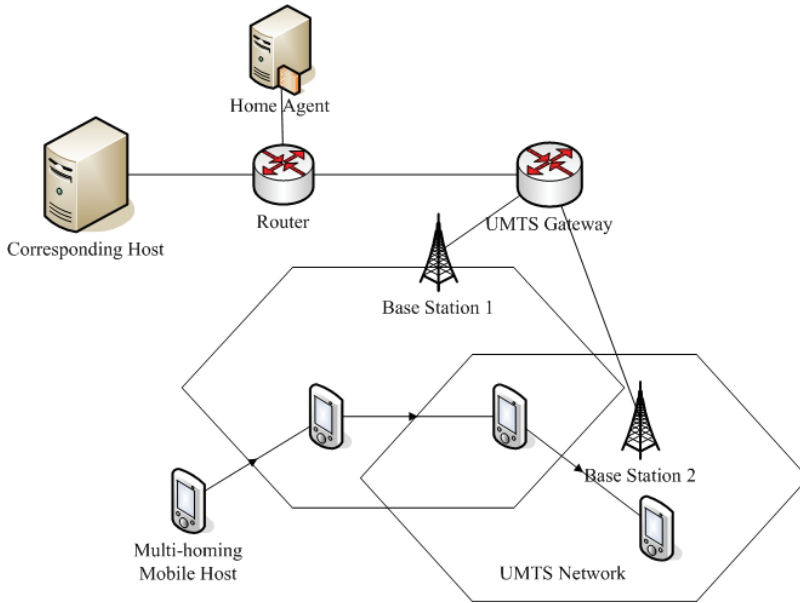 Home Agent
Router
UMTS Gateway
Corresponding Host
Base Station 1
Base Station 2
Multi-homing
Mobile Host
UMTS Network